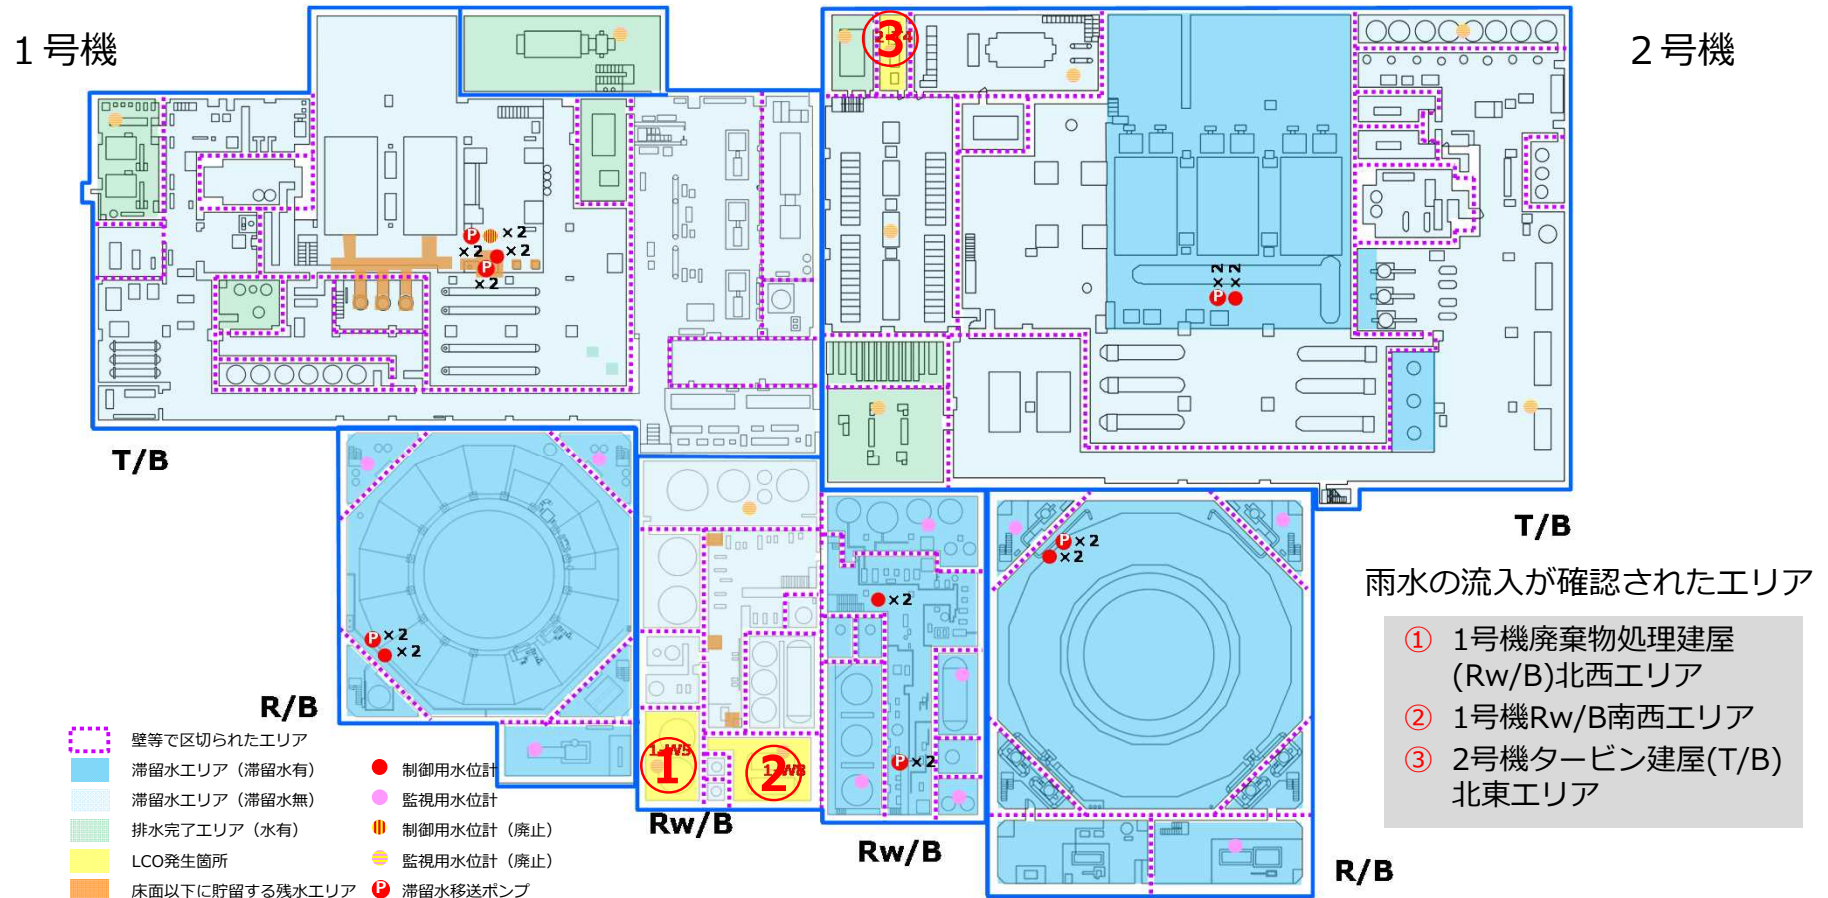 １号機
２号機
③
2-T4
P ×2
×2 ×2
P
×2
×2
×2
P
T/B
T/B
P ×2
×2
×2
P ×2
×2
P ×2
R/B
1-W5
①
1-W8
②
Rw/B
Rw/B
R/B
雨水の流入が確認されたエリア
① 1号機廃棄物処理建屋
(Rw/B)北西エリア
② 1号機Rw/B南西エリア
③ 2号機タービン建屋(T/B)
北東エリア
壁等で区切られたエリア
滞留水エリア（滞留水有）
滞留水エリア（滞留水無）
排水完了エリア（水有）
LCO発生箇所
床面以下に貯留する残水エリア
制御用水位計
監視用水位計
制御用水位計（廃止）
監視用水位計（廃止）
P 滞留水移送ポンプ